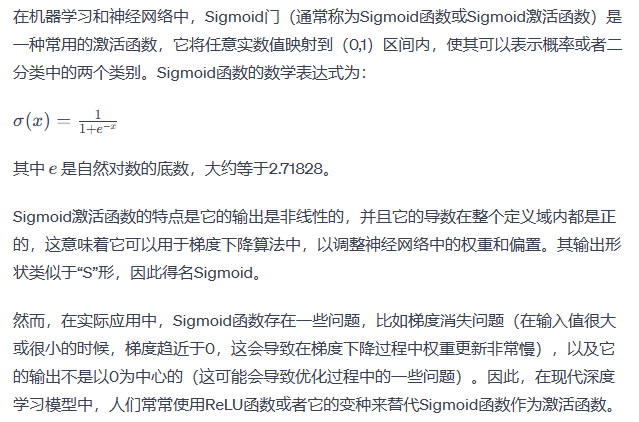 在机器学习和神经网络中，Sigmoid门（通常称为Sigmoid函数或Sigmoid激活函数）是
一种常用的激活函数，它将任意实数值映射到（0,1）区间内，使其可以表示概率或者二
分类中的两个类别。Sigmoid函数的数学表达式为：
σ(x) = 1/(1+e^{-x})
其中 e 是自然对数的底数，大约等于2.71828。
Sigmoid激活函数的特点是它的输出是非线性的，并且它的导数在整个定义域内都是正
的，这意味着它可以用于梯度下降算法中，以调整神经网络中的权重和偏置。其输出形
状类似于“S”形，因此得名Sigmoid。
然而，在实际应用中，Sigmoid函数存在一些问题，比如梯度消失问题（在输入值很大
或很小的时候，梯度趋近于0，这会导致在梯度下降过程中权重更新非常慢），以及它
的输出不是以0为中心的（这可能会导致优化过程中的一些问题）。因此，在现代深度
学习模型中，人们常常使用ReLU函数或者它的变种来替代Sigmoid函数作为激活函数。